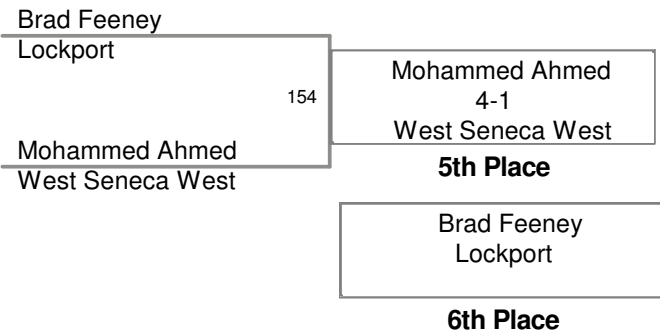 Brad Feeney
Lockport
154
Mohammed Ahmed
West Seneca West
Mohammed Ahmed
4-1
West Seneca West
5th Place
Brad Feeney
Lockport
6th Place